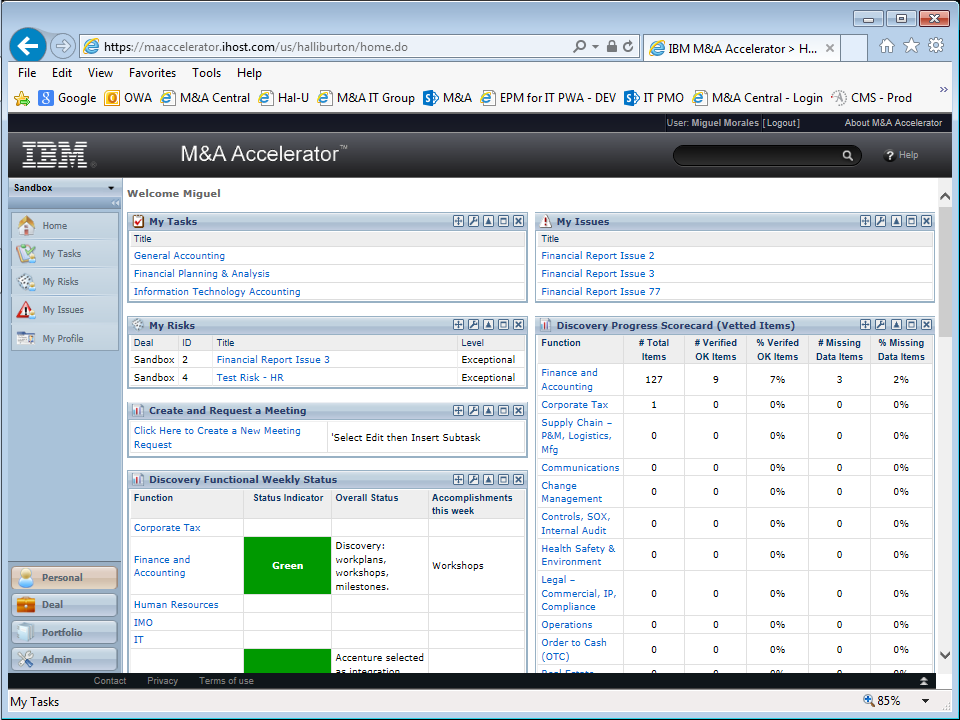 https://maaccelerator.ihost.com/us/halliburton/home.do
IBM M&A Accelerator > H...
File Edit View Favorites Tools Help
Google OWA M&A Central Hal-U M&A IT Group M&A EPM for IT PWA - DEV IT PMO M&A Central - Login CMS - Prod
User: Miguel Morales [Logout] About M&A Accelerator
IBM M&A Accelerator™ Help
Sandbox
Welcome Miguel
Home
My Tasks
My Risks
My Issues
My Profile
Personal
Deal
Portfolio
Admin
My Tasks
Title
General Accounting
Financial Planning & Analysis
Information Technology Accounting
My Risks
Deal ID Title Level
Sandbox 2 Financial Report Issue 3 Exceptional
Sandbox 4 Test Risk - HR Exceptional
Create and Request a Meeting
Click Here to Create a New Meeting
Request
'Select Edit then Insert Subtask
Discovery Functional Weekly Status
Function Status Indicator Overall Status Accomplishments
this week
Corporate Tax
Finance and
Accounting
Green
Discovery:
workplans,
workshops,
milestones.
Workshops
Human Resources
IMO
IT
Accenture selected
as integration
My Issues
Title
Financial Report Issue 2
Financial Report Issue 3
Financial Report Issue 77
Discovery Progress Scorecard (Vetted Items)
Function # Total # Verified % Verifed # Missing % Missing
Items OK Items OK Items Data Items Data Items
Finance and
Accounting 127 9 7% 3 2%
Corporate Tax 1 0 0% 0 0%
Supply Chain –
P&M, Logistics, 0 0 0% 0 0%
Mfg
Communications 0 0 0% 0 0%
Change
Management 0 0 0% 0 0%
Controls, SOX,
Internal Audit 0 0 0% 0 0%
Health Safety &
Environment 0 0 0% 0 0%
Legal –
Commercial, IP, 0 0 0% 0 0%
Compliance
Operations 0 0 0% 0 0%
Order to Cash
(OTC) 0 0 0% 0 0%
Real Estate 0 0 0% 0 0%
Contact Privacy Terms of use
My Tasks 85%